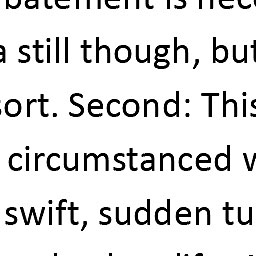 batement is nece
a still though, but
sort. Second: This
circumstanced w
swift, sudden tu